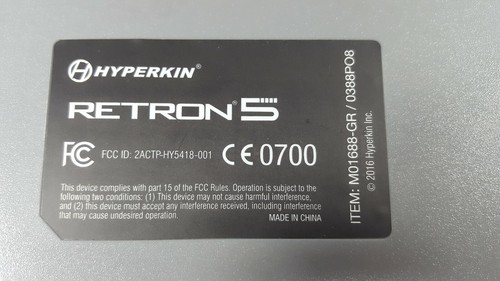 HYPERKIN®
RETRON® 5
FC FCC ID: 2ACTP-HY5418-001 CE 0700
This device complies with part 15 of the FCC Rules. Operation is subject to the
following two conditions: (1) This device may not cause harmful interference,
and (2) this device must accept any interference received, including interference
that may cause undesired operation.
MADE IN CHINA
ITEM: M01688-GR / 0388PO8
© 2016 Hyperkin Inc.